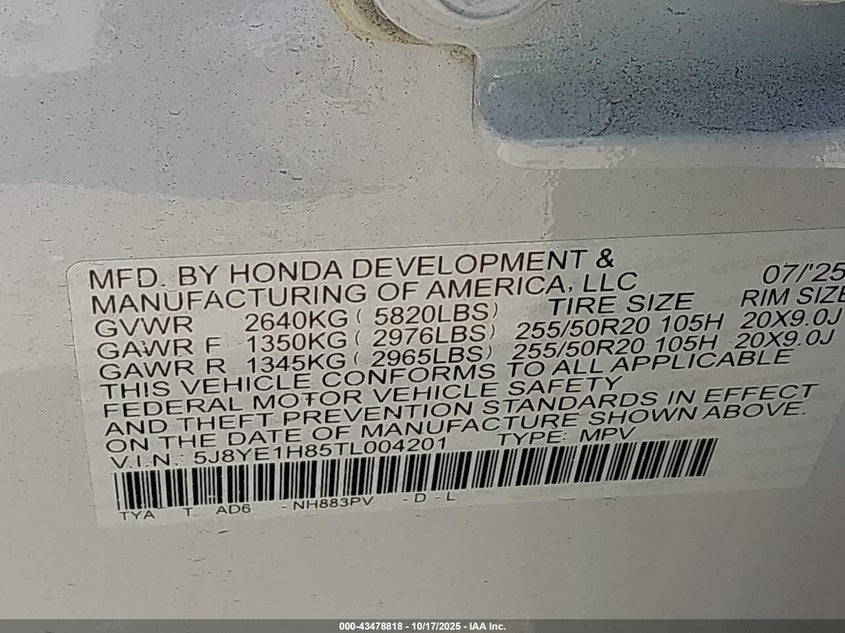 MFD. BY HONDA DEVELOPMENT &
MANUFACTURING OF AMERICA, LLC 07/'25
GVWR 2640KG ( 5820LBS) TIRE SIZE RIM SIZE
GAWR F 1350KG ( 2976LBS) 255/50R20 105H 20X9.0J
GAWR R 1345KG ( 2965LBS) 255/50R20 105H 20X9.0J
THIS VEHICLE CONFORMS TO ALL APPLICABLE
FEDERAL MOTOR VEHICLE SAFETY
AND THEFT PREVENTION STANDARDS IN EFFECT
ON THE DATE OF MANUFACTURE SHOWN ABOVE.
V.I.N.: 5J8YE1H85TL004201 TYPE: MPV
TYA T AD6 - NH883PV - D - L
000-43478818 - 10/17/2025 - IAA Inc.